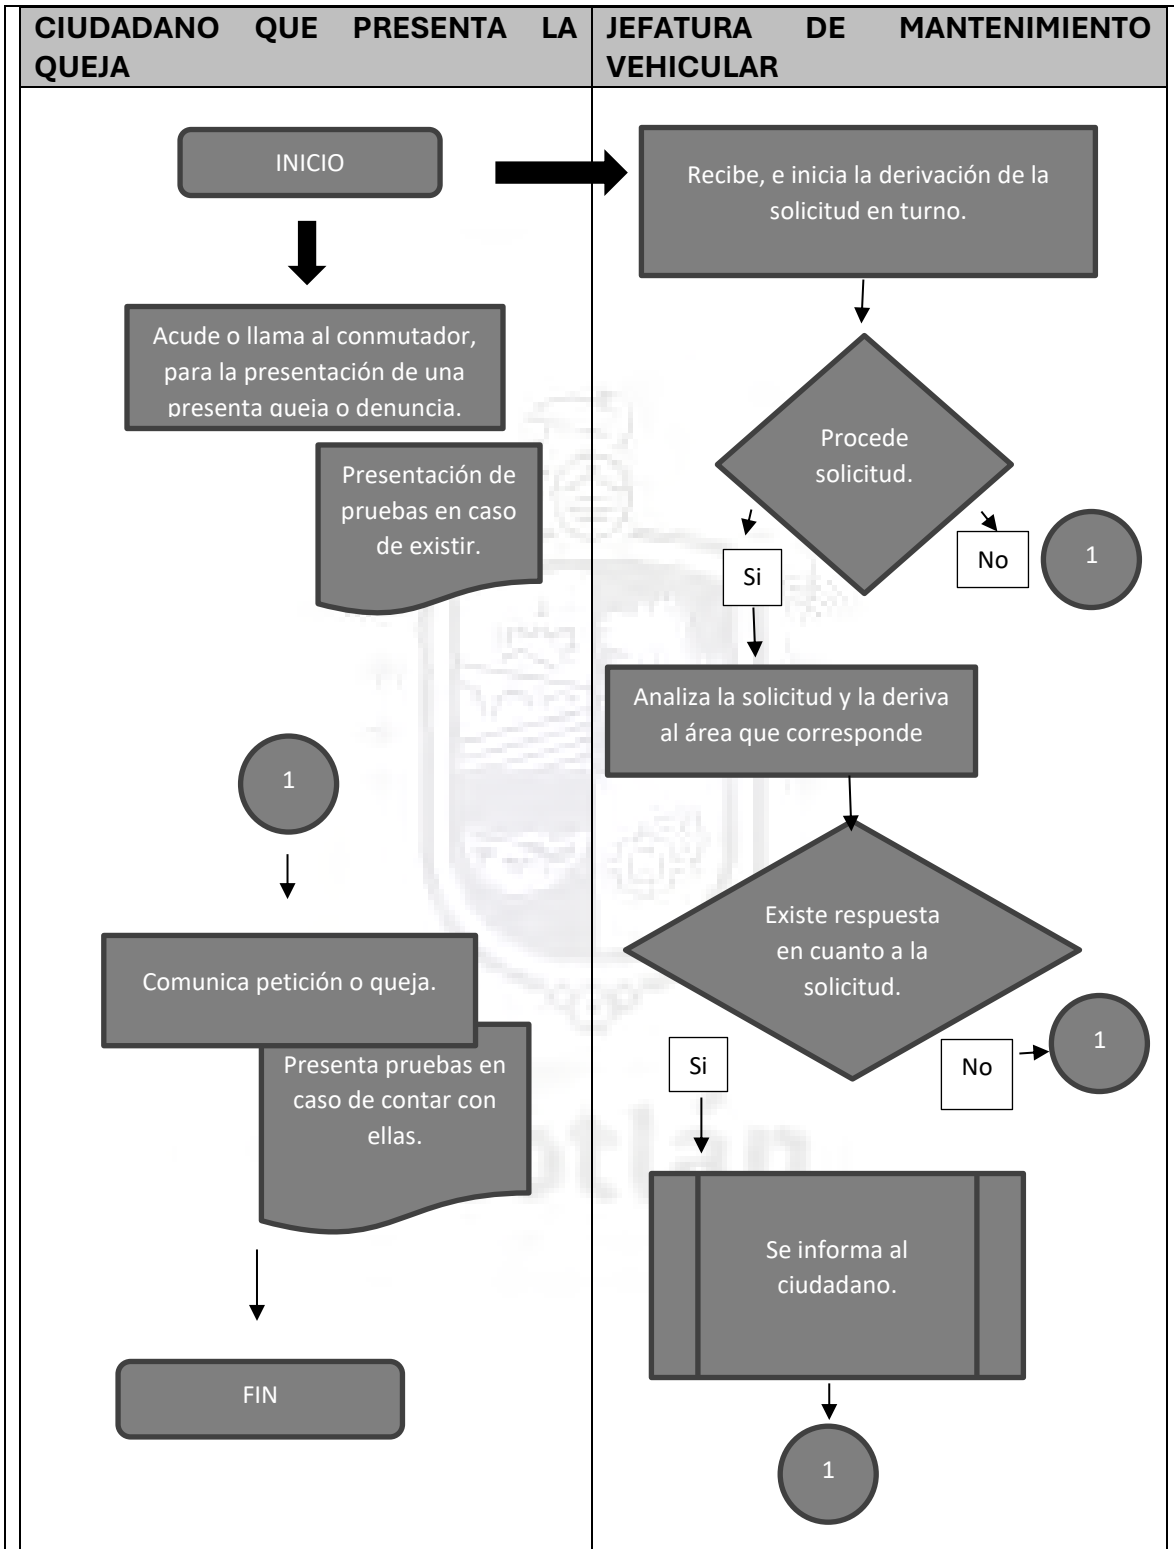 CIUDADANO QUE PRESENTA LA
QUEJA
JEFATURA DE MANTENIMIENTO
VEHICULAR
INICIO
Acude o llama al conmutador,
para la presentación de una
presenta queja o denuncia.
Presentación de
pruebas en caso
de existir.
1
Comunica petición o queja.
Presenta pruebas en
caso de contar con
ellas.
FIN
Recibe, e inicia la derivación de la
solicitud en turno.
Procede
solicitud.
Si
No
1
Analiza la solicitud y la deriva
al área que corresponde
Existe respuesta
en cuanto a la
solicitud.
Si
No
1
Se informa al
ciudadano.
1